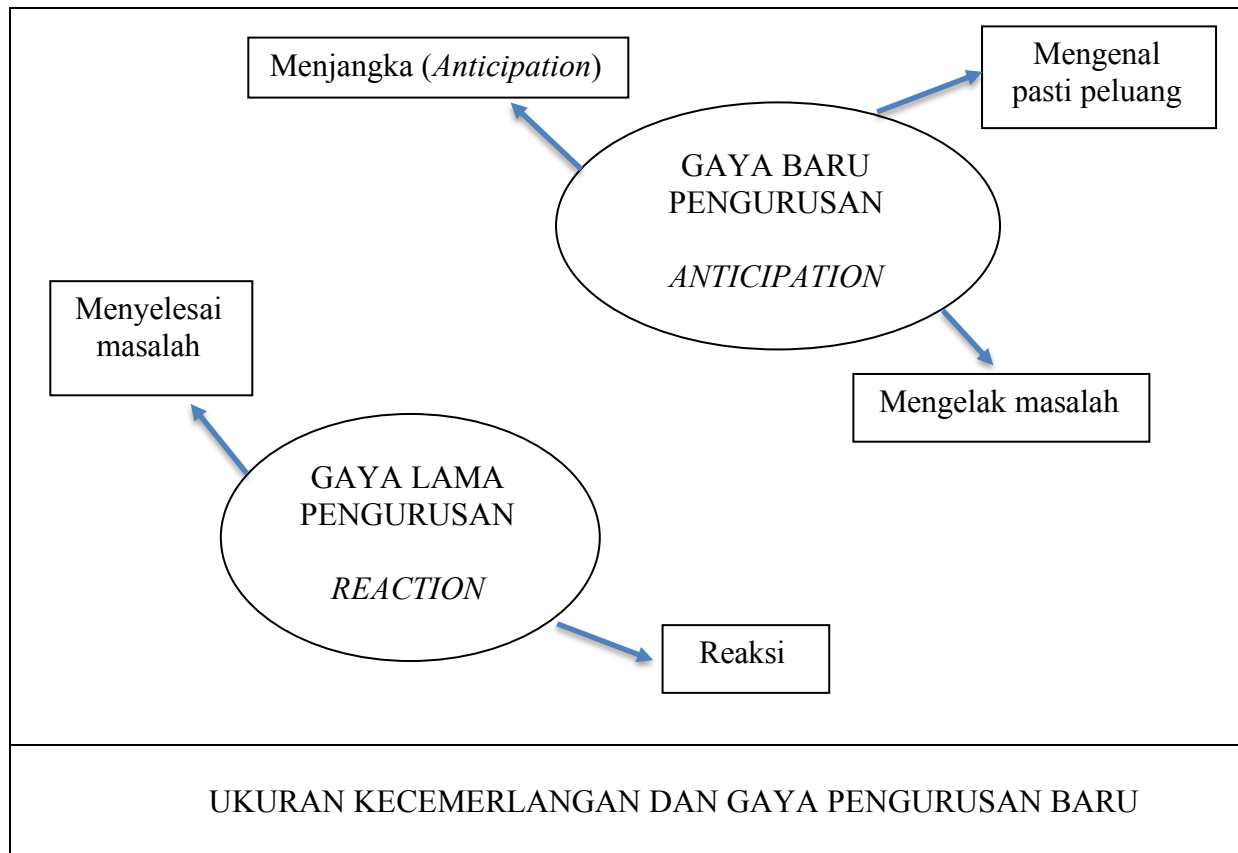 Menjangka (Anticipation)
Mengenal
pasti peluang
GAYA BARU
PENGURUSAN
ANTICIPATION
Mengelak masalah
Menyelesai
masalah
GAYA LAMA
PENGURUSAN
REACTION
Reaksi
UKURAN KECEMERLANGAN DAN GAYA PENGURUSAN BARU